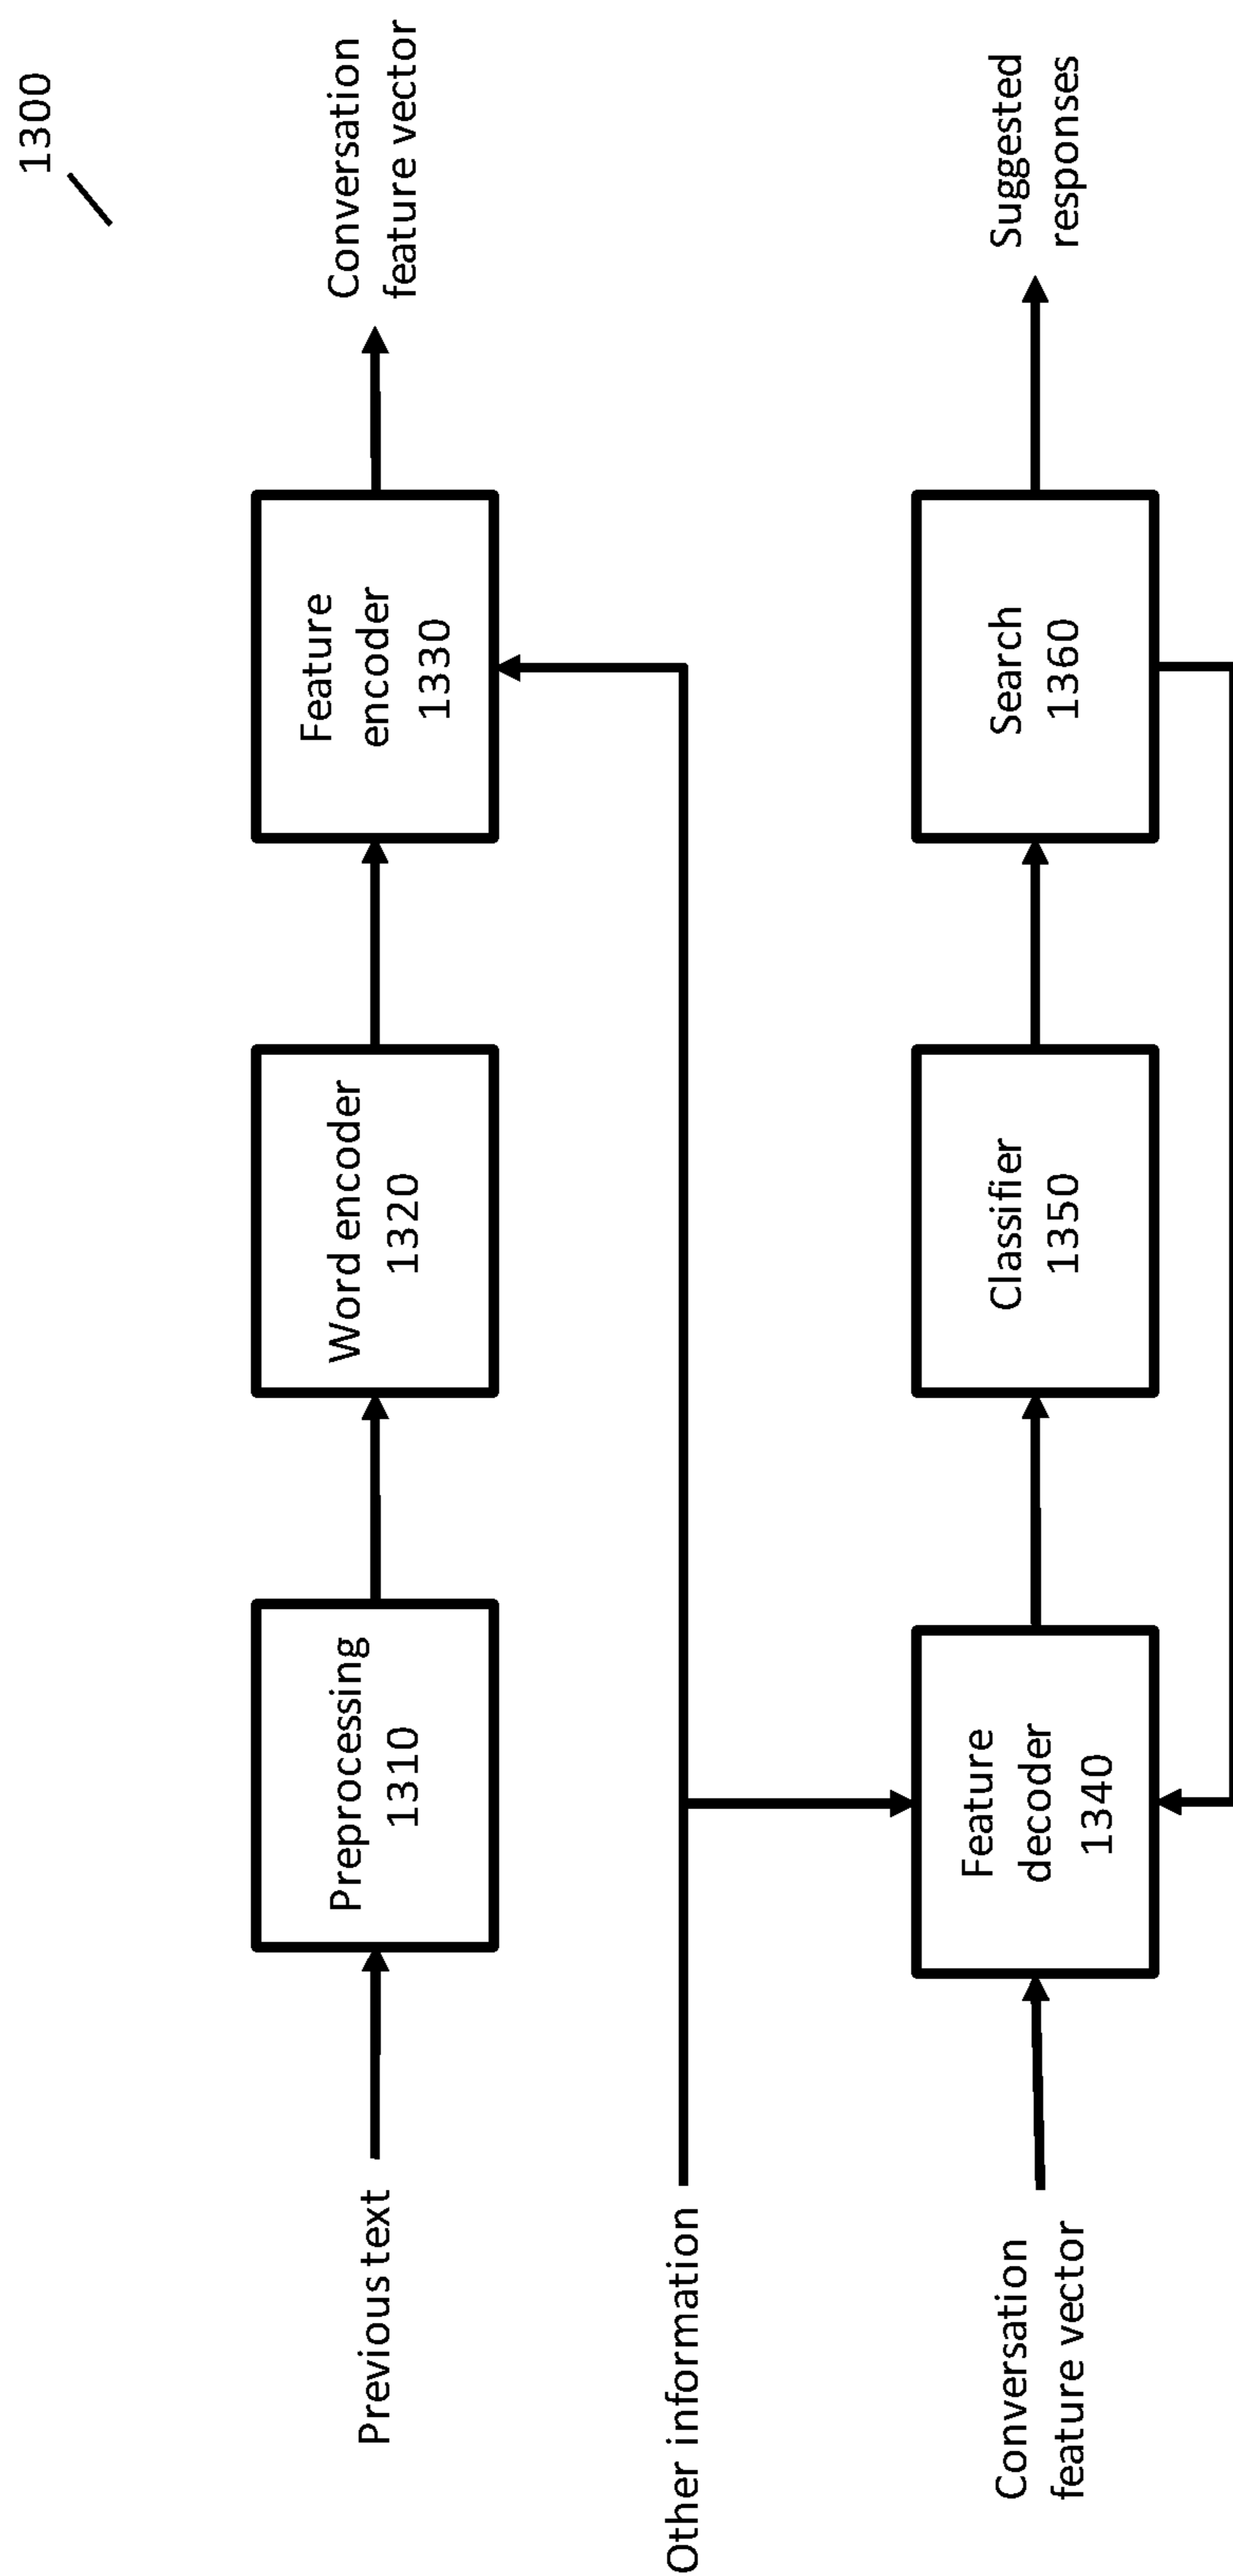 1300
Previous text
Preprocessing
1310
Word encoder
1320
Feature
encoder
1330
Conversation
feature vector
Other information
Conversation
feature vector
Feature
decoder
1340
Classifier
1350
Search
1360
Suggested
responses